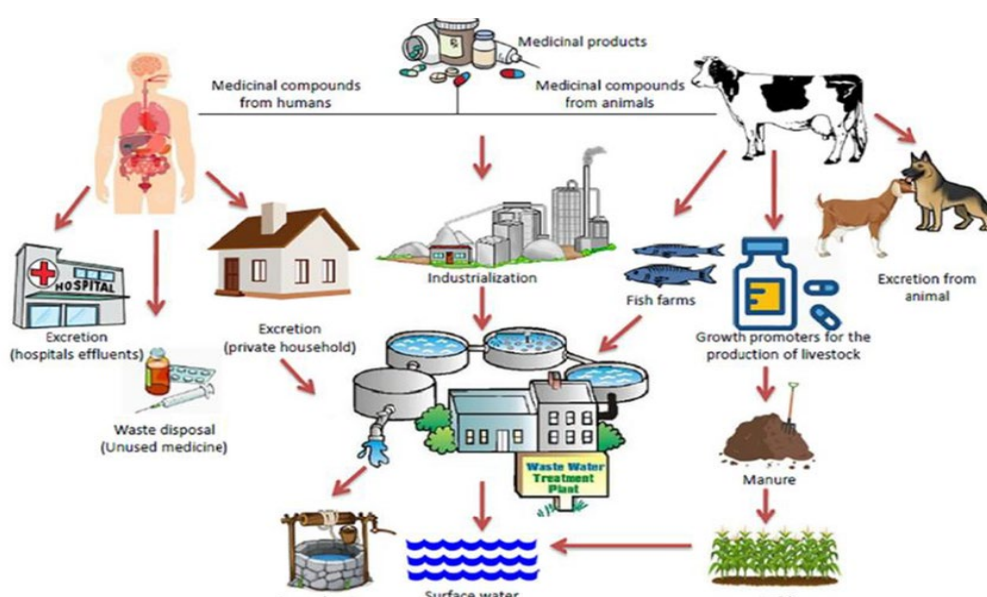 Medicinal products
Medicinal compounds
from humans
Medicinal compounds
from animals
HOSPITAL
Industrialization
Fish farms
Excretion from
animal
Excretion
(hospitals effluents)
Excretion
(private household)
Growth promoters for the
production of livestock
Waste disposal
(Unused medicine)
Waste Water
Treatment
Plant
Manure
Surface water